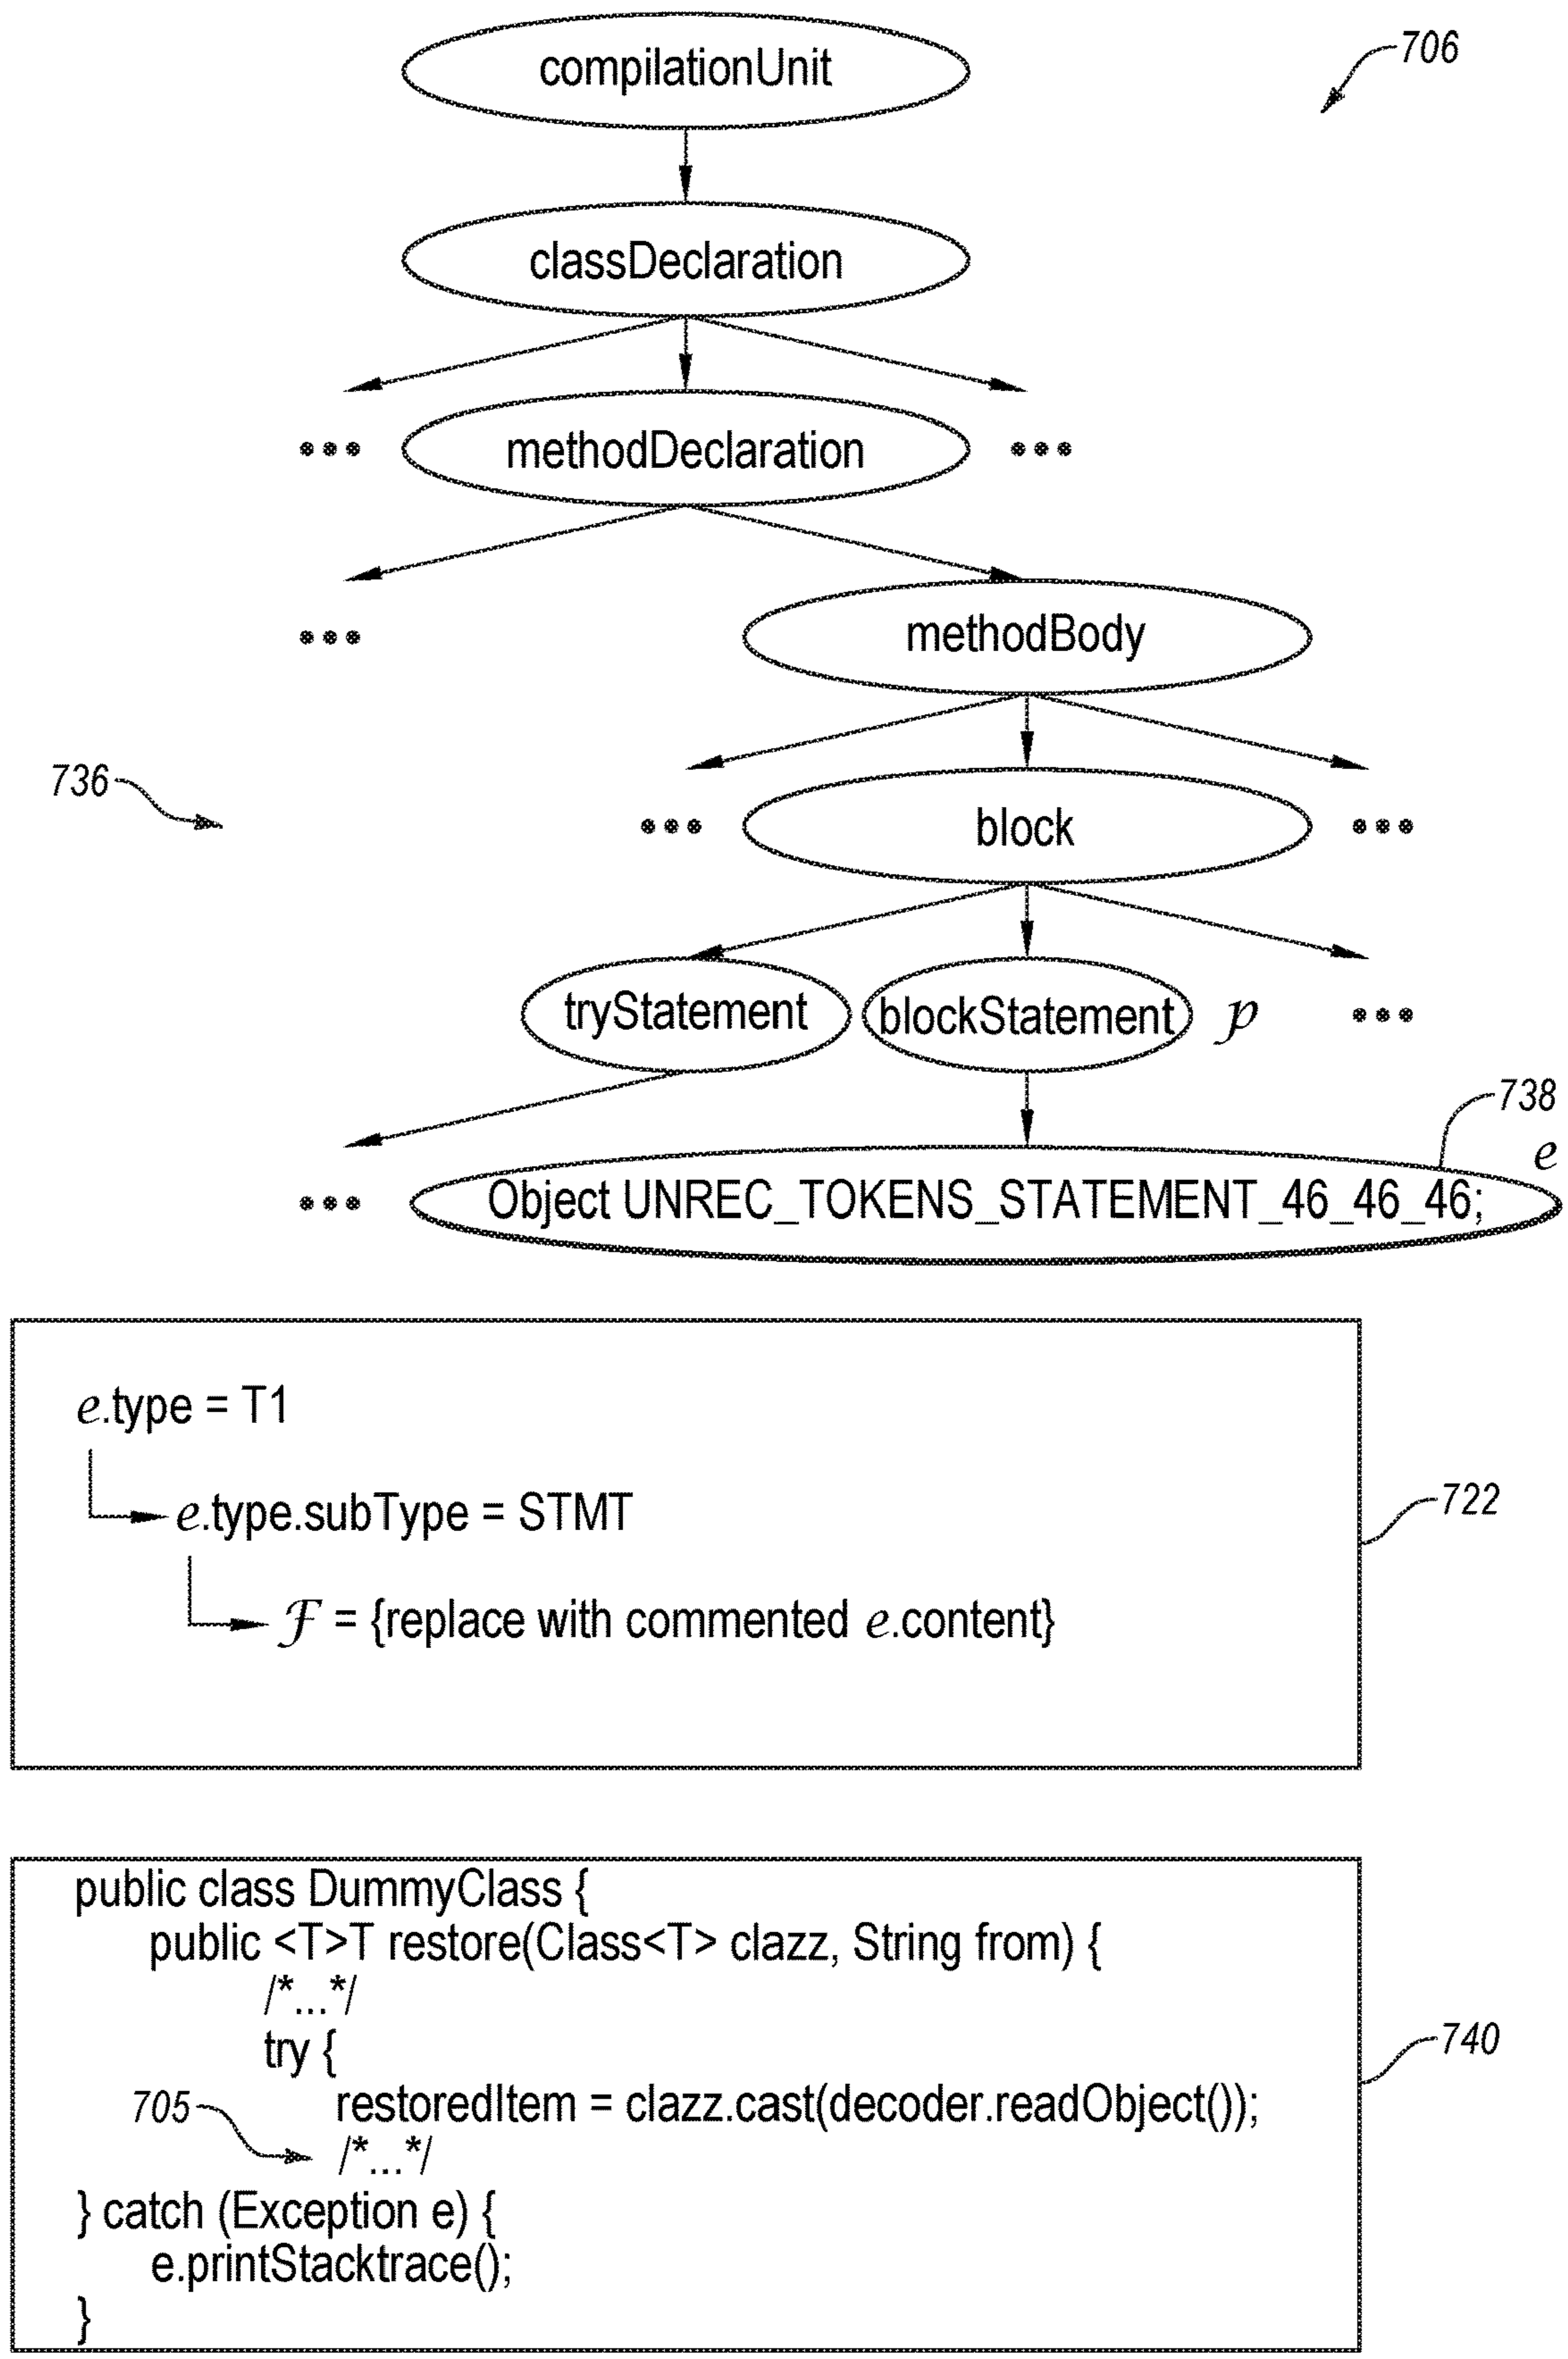 compilationUnit
706
classDeclaration
... methodDeclaration ...
... methodBody
736
... block ...
tryStatement blockStatement p ...
738
e
... Object UNREC_TOKENS_STATEMENT_46_46_46;
e.type = T1
e.type.subType = STMT
722
F = {replace with commented e.content}
public class DummyClass {
public <T>T restore(Class<T> clazz, String from) {
/*...*/
try {
740
705 restoredItem = clazz.cast(decoder.readObject());
/*...*/
} catch (Exception e) {
e.printStacktrace();
}